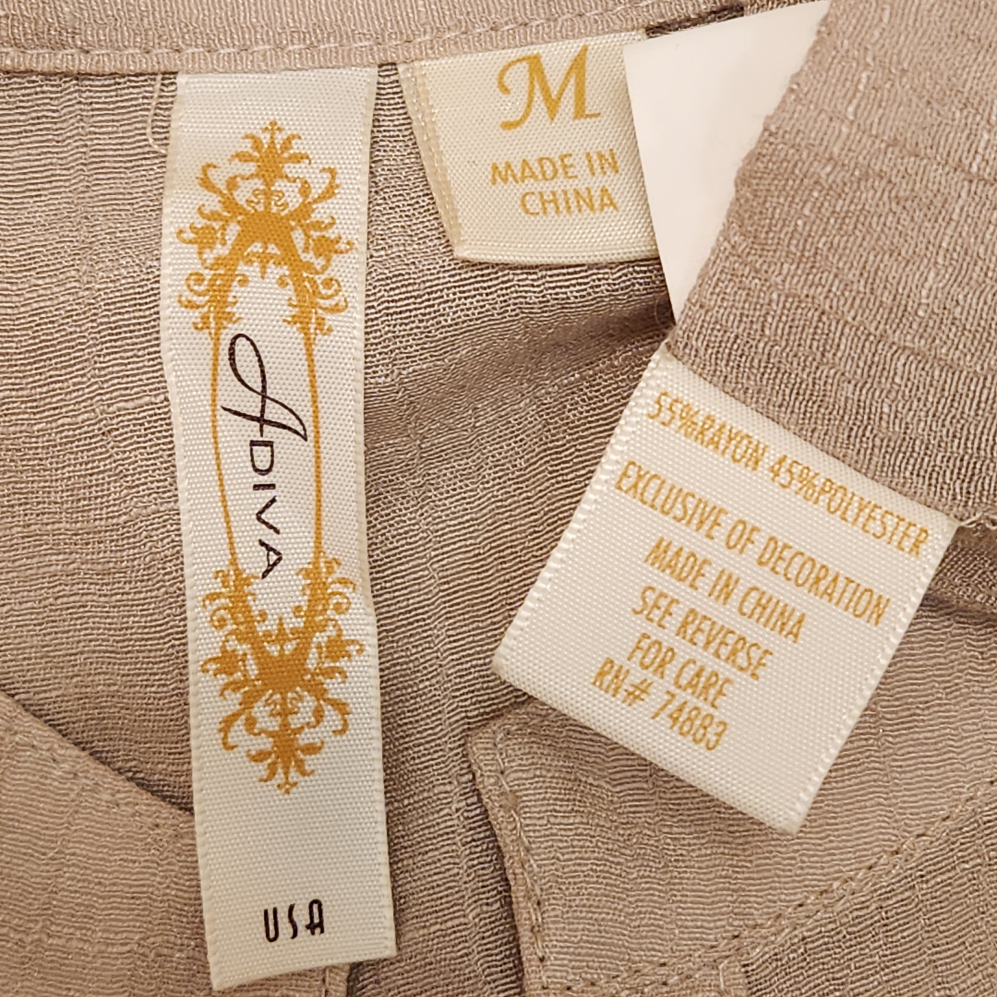 ADIVA
USA
M
MADE IN
CHINA
55%RAYON 45%POLYESTER
EXCLUSIVE OF DECORATION
MADE IN CHINA
SEE REVERSE
FOR CARE
RN# 74883